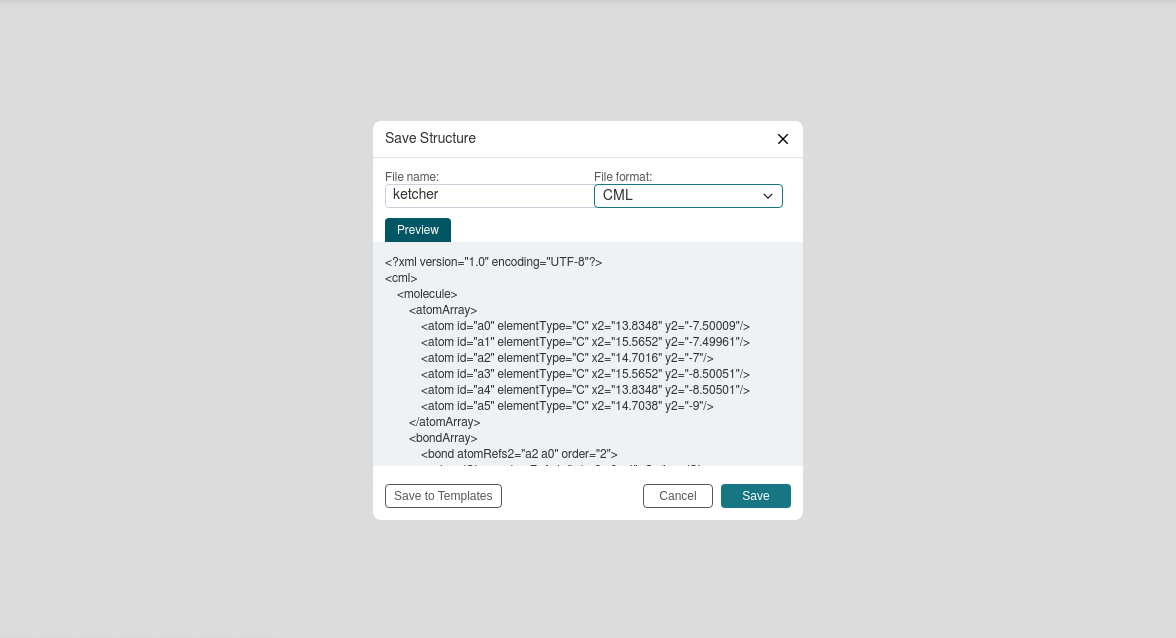 Save Structure
File name:
File format:
ketcher
CML
Preview
<?xml version="1.0" encoding="UTF-8"?>
<cml>
<molecule>
<atomArray>
<atom id="a0" elementType="C" x2="13.8348" y2="-7.50009"/>
<atom id="a1" elementType="C" x2="15.5652" y2="-7.49961"/>
<atom id="a2" elementType="C" x2="14.7016" y2="-7"/>
<atom id="a3" elementType="C" x2="15.5652" y2="-8.50051"/>
<atom id="a4" elementType="C" x2="13.8348" y2="-8.50501"/>
<atom id="a5" elementType="C" x2="14.7038" y2="-9"/>
</atomArray>
<bondArray>
<bond atomRefs2="a2 a0" order="2">
Save to Templates
Cancel
Save